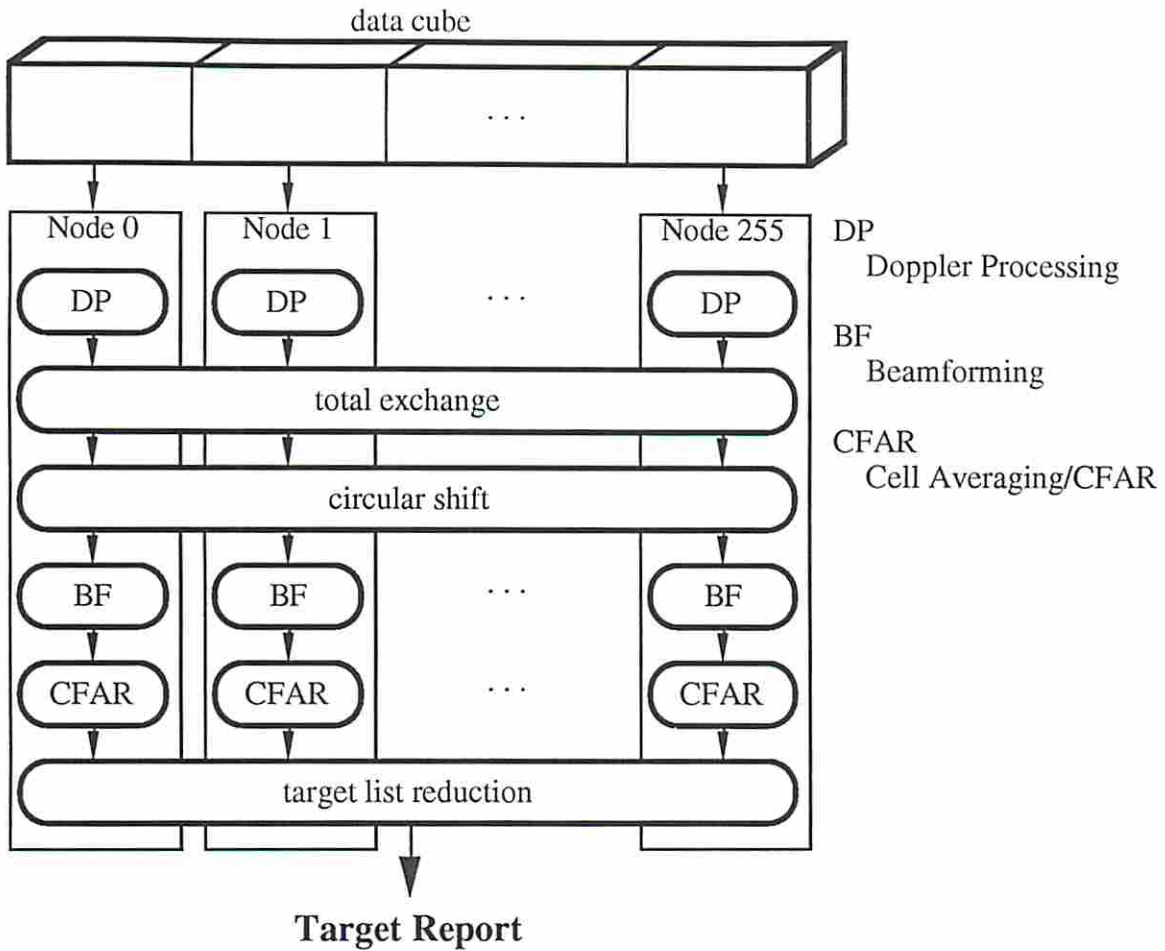 data cube
. . .
Node 0 Node 1 Node 255
DP
Doppler Processing
DP DP . . . DP
BF
Beamforming
total exchange
CFAR
Cell Averaging/CFAR
circular shift
BF BF . . . BF
CFAR CFAR . . . CFAR
target list reduction
Target Report